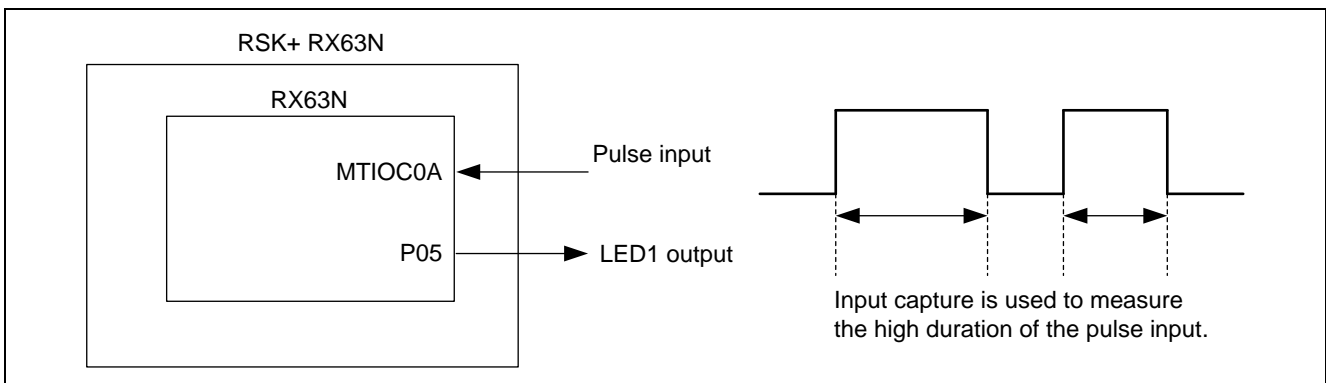 RSK+ RX63N
RX63N
MTIOC0A
Pulse input
P05
LED1 output
Input capture is used to measure
the high duration of the pulse input.